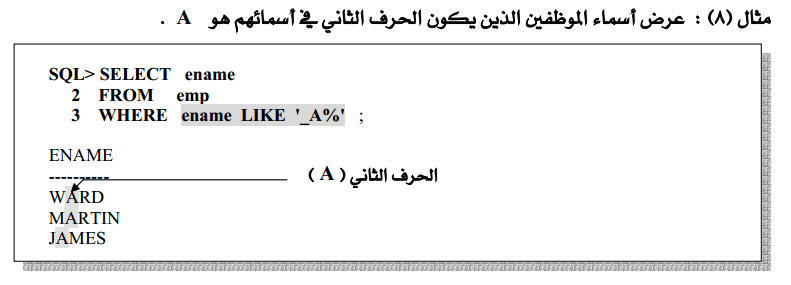 مثال (٨) : عرض أسماء الموظفين الذين يكون الحرف الثاني في أسمائهم هو A .
SQL> SELECT ename
2 FROM emp
3 WHERE ename LIKE '_A%' ;
ENAME
----------
الحرف الثاني ( A )
WARD
MARTIN
JAMES